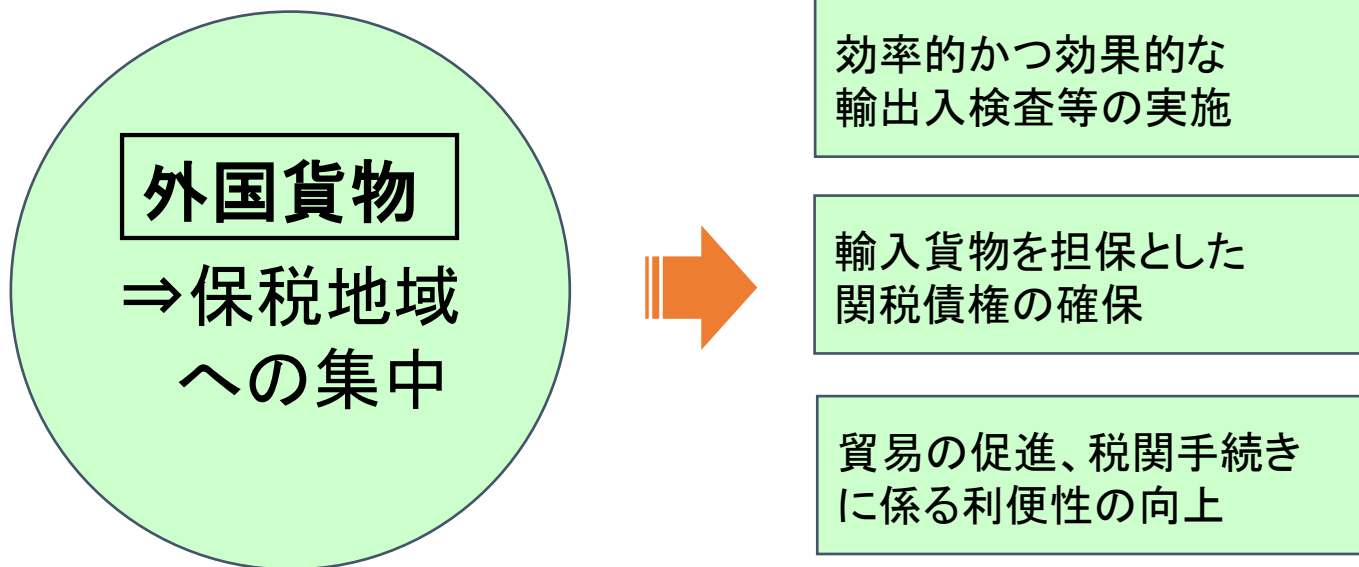 外国貨物
⇒保税地域
への集中
効率的かつ効果的な
輸出入検査等の実施
輸入貨物を担保とした
関税債権の確保
貿易の促進、税関手続き
に係る利便性の向上